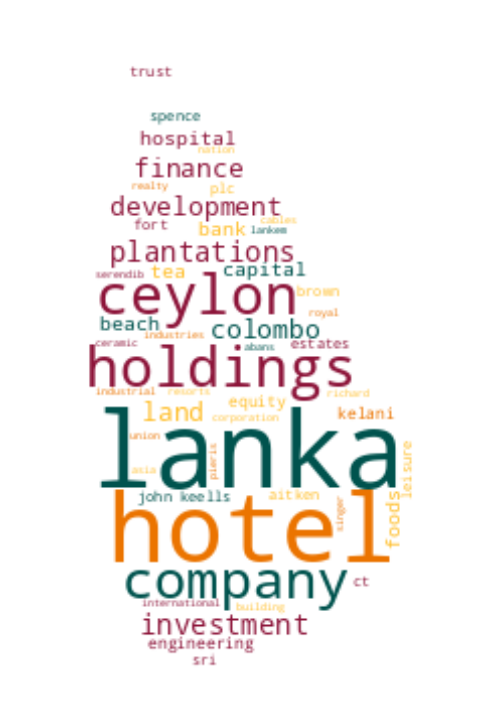 trust
spence
hospital
nation
finance
realty
plc
development
cables
fort
bank
lankem
plantations
serendib
tea
capital
ceylon
brown
royal
beach
colombo
industries
ceramic
abans
estates
holdings
industrial
resorts
richard
land
equity
corporation
kelani
lanka
union
pieris
asia
leisure
john keells
aitken
singer
foods
hotel
company
ct
international
building
investment
engineering
sri